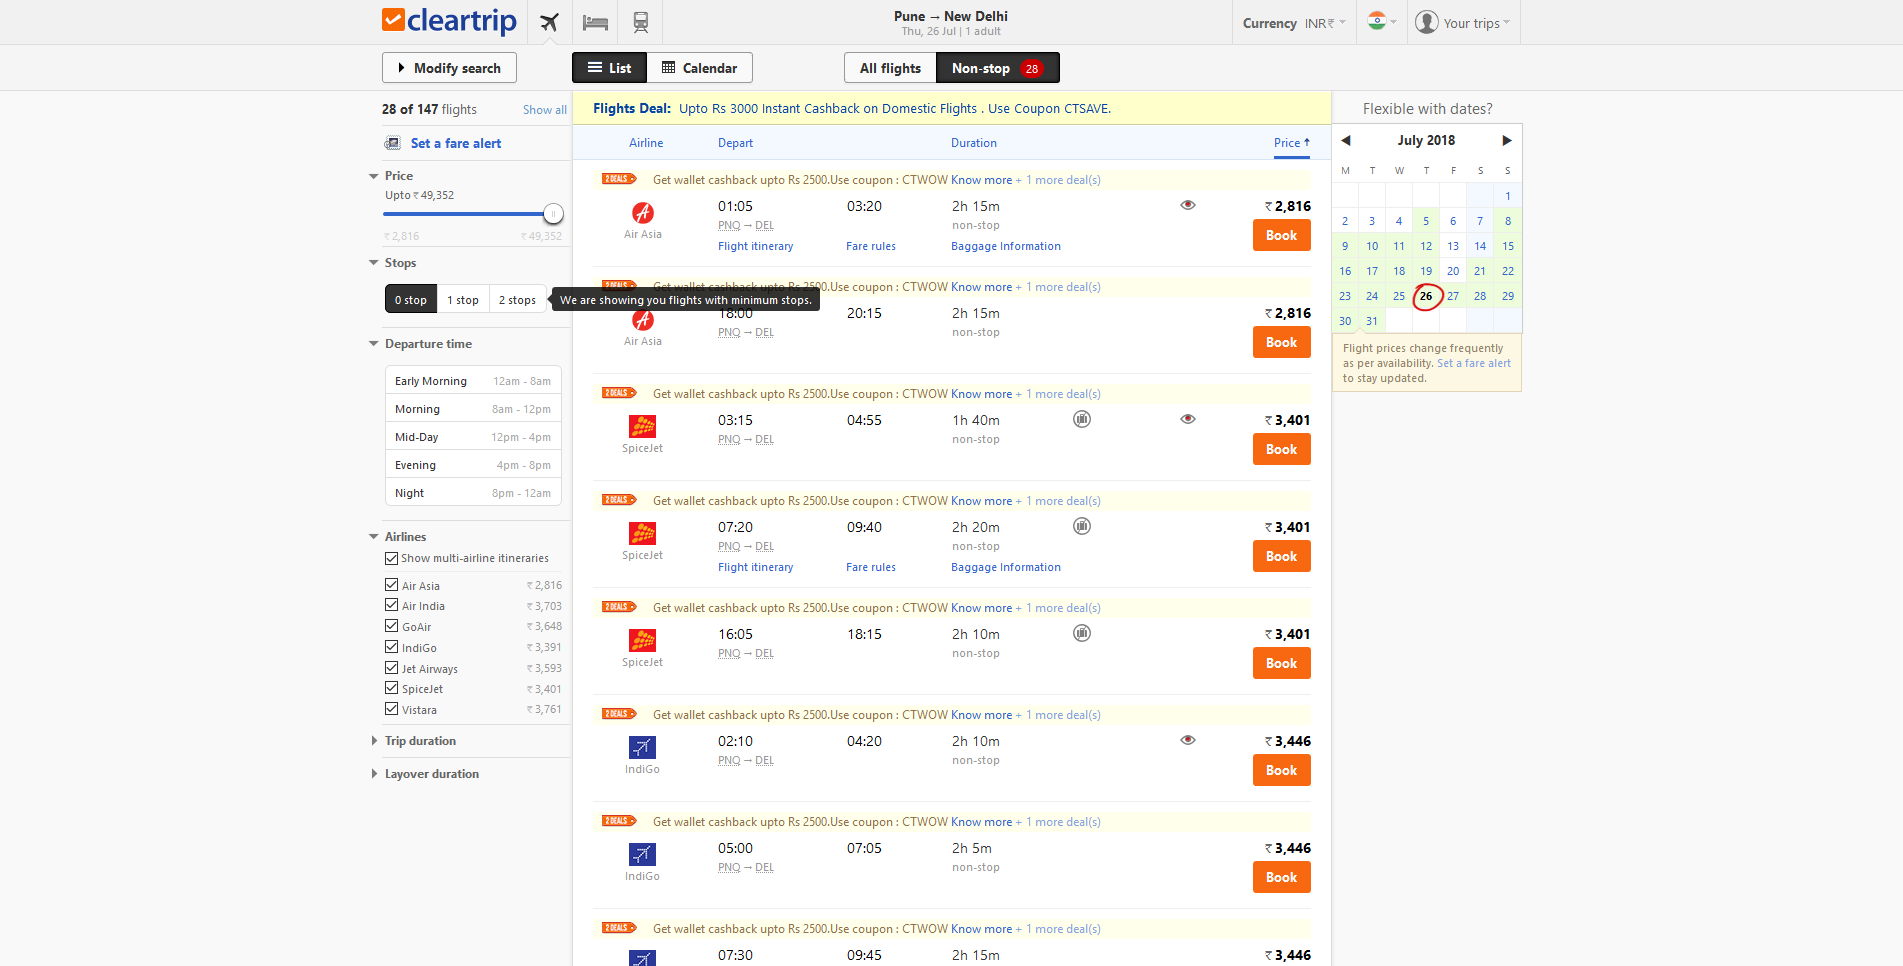 cleartrip
Pune → New Delhi
Thu, 26 Jul | 1 adult
Currency INR₹
Your trips
Modify search
List
Calendar
All flights
Non-stop 28
28 of 147 flights
Show all
Set a fare alert
Price
Upto ₹ 49,352
₹ 2,816 ₹ 49,352
Stops
0 stop 1 stop 2 stops
We are showing you flights with minimum stops.
Departure time
Early Morning 12am - 8am
Morning 8am - 12pm
Mid-Day 12pm - 4pm
Evening 4pm - 8pm
Night 8pm - 12am
Airlines
Show multi-airline itineraries
Air Asia ₹ 2,816
Air India ₹ 3,703
GoAir ₹ 3,648
IndiGo ₹ 3,391
Jet Airways ₹ 3,593
SpiceJet ₹ 3,401
Vistara ₹ 3,761
Trip duration
Layover duration
Flights Deal: Upto Rs 3000 Instant Cashback on Domestic Flights . Use Coupon CTSAVE.
Airline Depart Duration Price ↑
2 DEALS Get wallet cashback upto Rs 2500.Use coupon : CTWOW Know more + 1 more deal(s)
01:05 03:20 2h 15m ₹ 2,816
Air Asia PNQ → DEL non-stop Book
Flight itinerary Fare rules Baggage Information
2 DEALS Get wallet cashback upto Rs 2500.Use coupon : CTWOW Know more + 1 more deal(s)
18:00 20:15 2h 15m ₹ 2,816
Air Asia PNQ → DEL non-stop Book
2 DEALS Get wallet cashback upto Rs 2500.Use coupon : CTWOW Know more + 1 more deal(s)
03:15 04:55 1h 40m ₹ 3,401
SpiceJet PNQ → DEL non-stop Book
2 DEALS Get wallet cashback upto Rs 2500.Use coupon : CTWOW Know more + 1 more deal(s)
07:20 09:40 2h 20m ₹ 3,401
SpiceJet PNQ → DEL non-stop Book
Flight itinerary Fare rules Baggage Information
2 DEALS Get wallet cashback upto Rs 2500.Use coupon : CTWOW Know more + 1 more deal(s)
16:05 18:15 2h 10m ₹ 3,401
SpiceJet PNQ → DEL non-stop Book
2 DEALS Get wallet cashback upto Rs 2500.Use coupon : CTWOW Know more + 1 more deal(s)
02:10 04:20 2h 10m ₹ 3,446
IndiGo PNQ → DEL non-stop Book
2 DEALS Get wallet cashback upto Rs 2500.Use coupon : CTWOW Know more + 1 more deal(s)
05:00 07:05 2h 5m ₹ 3,446
IndiGo PNQ → DEL non-stop Book
2 DEALS Get wallet cashback upto Rs 2500.Use coupon : CTWOW Know more + 1 more deal(s)
07:30 09:45 2h 15m ₹ 3,446
Flexible with dates?
July 2018
M T W T F S S
1
2 3 4 5 6 7 8
9 10 11 12 13 14 15
16 17 18 19 20 21 22
23 24 25 26 27 28 29
30 31
Flight prices change frequently
as per availability. Set a fare alert
to stay updated.